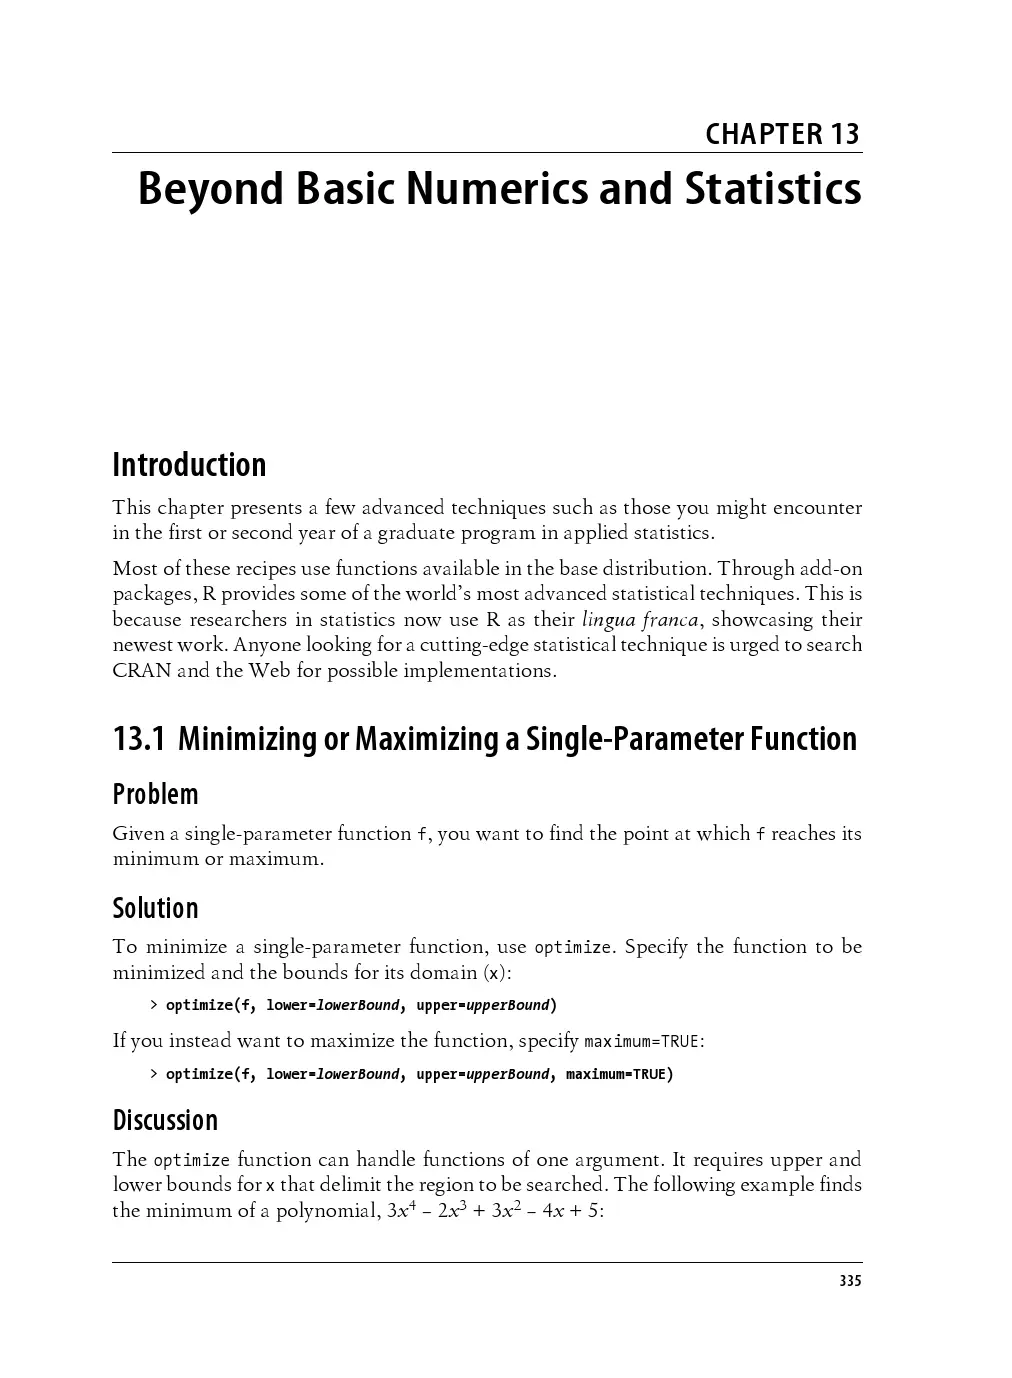 CHAPTER 13
Beyond Basic Numerics and Statistics
Introduction
This chapter presents a few advanced techniques such as those you might encounter
in the first or second year of a graduate program in applied statistics.
Most of these recipes use functions available in the base distribution. Through add-on
packages, R provides some of the world’s most advanced statistical techniques. This is
because researchers in statistics now use R as their lingua franca, showcasing their
newest work. Anyone looking for a cutting-edge statistical technique is urged to search
CRAN and the Web for possible implementations.
13.1 Minimizing or Maximizing a Single-Parameter Function
Problem
Given a single-parameter function f, you want to find the point at which f reaches its
minimum or maximum.
Solution
To minimize a single-parameter function, use optimize. Specify the function to be
minimized and the bounds for its domain (x):
> optimize(f, lower=lowerBound, upper=upperBound)
If you instead want to maximize the function, specify maximum=TRUE:
> optimize(f, lower=lowerBound, upper=upperBound, maximum=TRUE)
Discussion
The optimize function can handle functions of one argument. It requires upper and
lower bounds for x that delimit the region to be searched. The following example finds
the minimum of a polynomial, 3x⁴ – 2x³ + 3x² – 4x + 5:
335